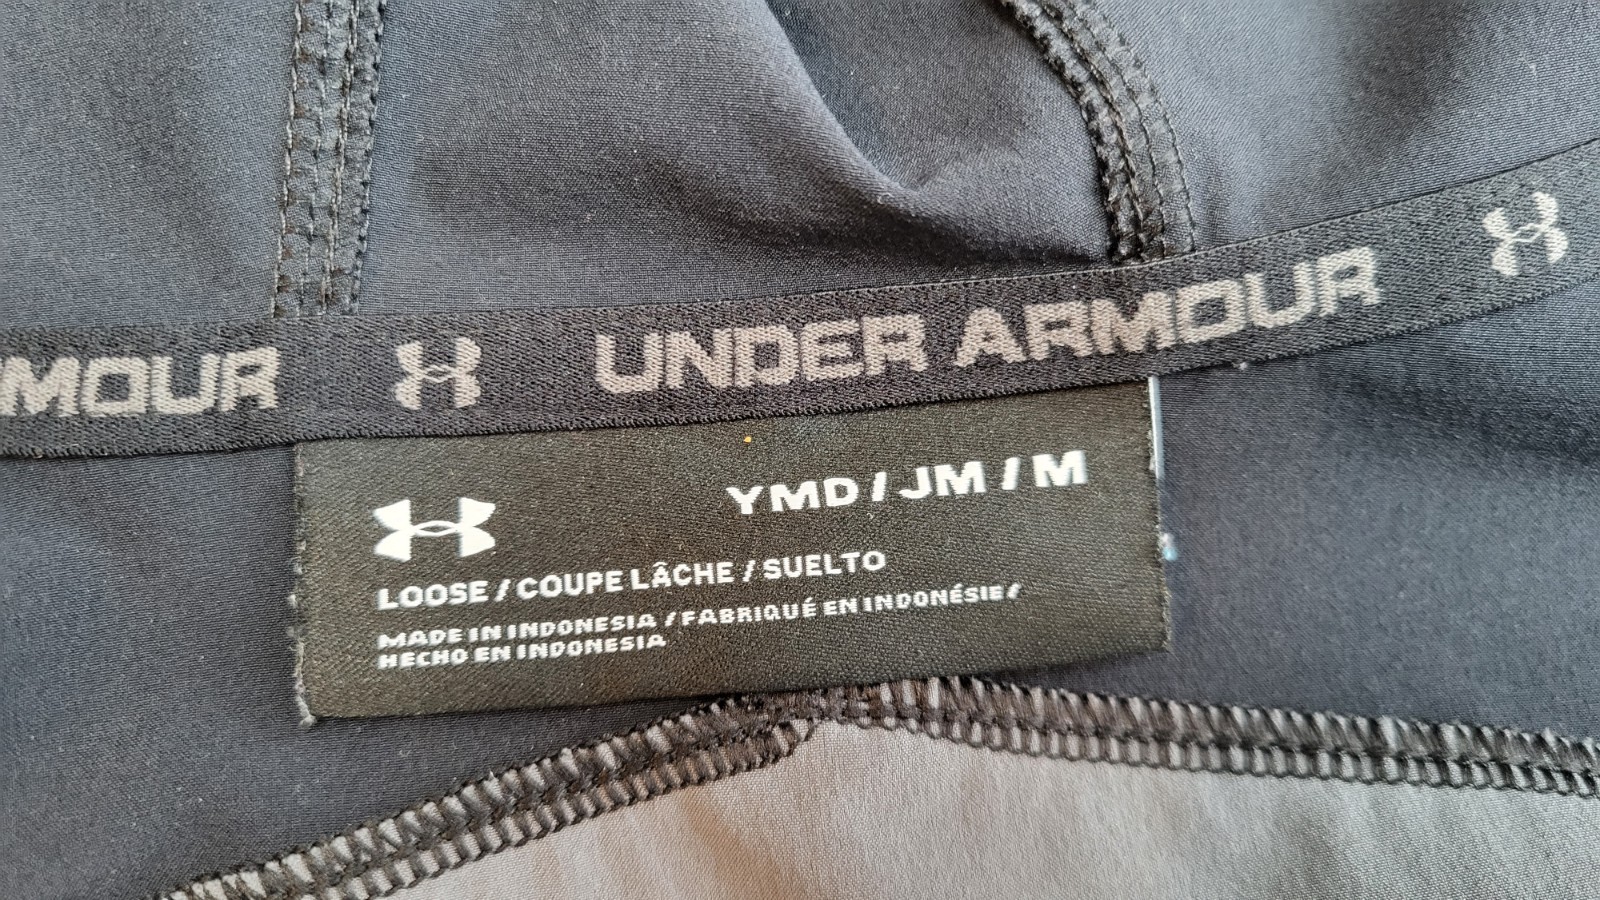 MOUR UNDER ARMOUR
YMD / JM / M
LOOSE / COUPE LÂCHE / SUELTO
MADE IN INDONESIA / FABRIQUÉ EN INDONÉSIE /
HECHO EN INDONESIA